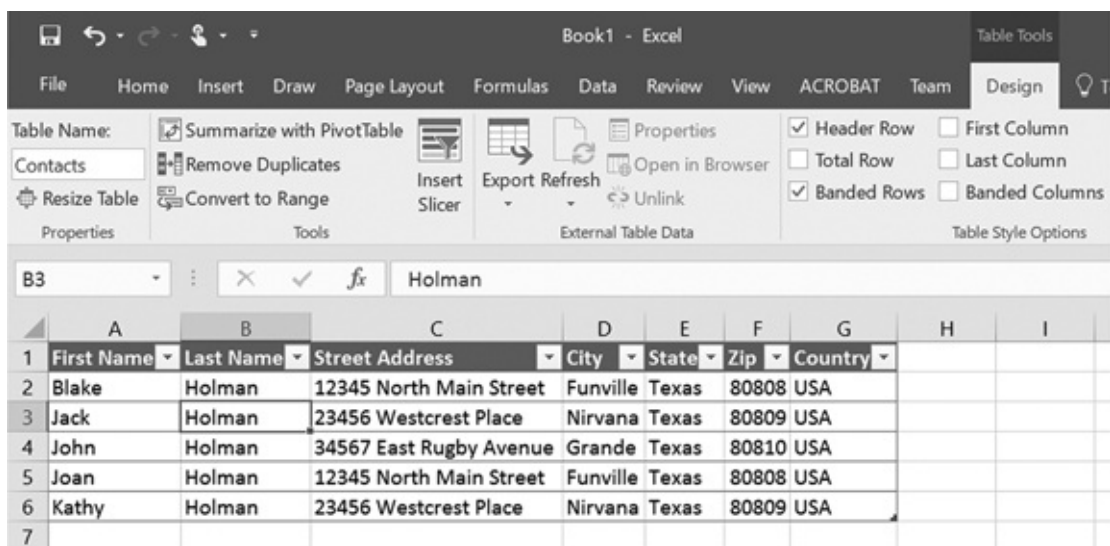 Book1 - Excel
Table Tools
File Home Insert Draw Page Layout Formulas Data Review View ACROBAT Team Design
Table Name: Summarize with PivotTable Properties Header Row First Column
Contacts Remove Duplicates Insert Slicer Export Refresh Open in Browser Total Row Last Column
Resize Table Convert to Range Unlink Banded Rows Banded Columns
Properties Tools External Table Data Table Style Options
B3 fx Holman
A B C D E F G H I
1 First Name Last Name Street Address City State Zip Country
2 Blake Holman 12345 North Main Street Funville Texas 80808 USA
3 Jack Holman 23456 Westcrest Place Nirvana Texas 80809 USA
4 John Holman 34567 East Rugby Avenue Grande Texas 80810 USA
5 Joan Holman 12345 North Main Street Funville Texas 80808 USA
6 Kathy Holman 23456 Westcrest Place Nirvana Texas 80809 USA
7